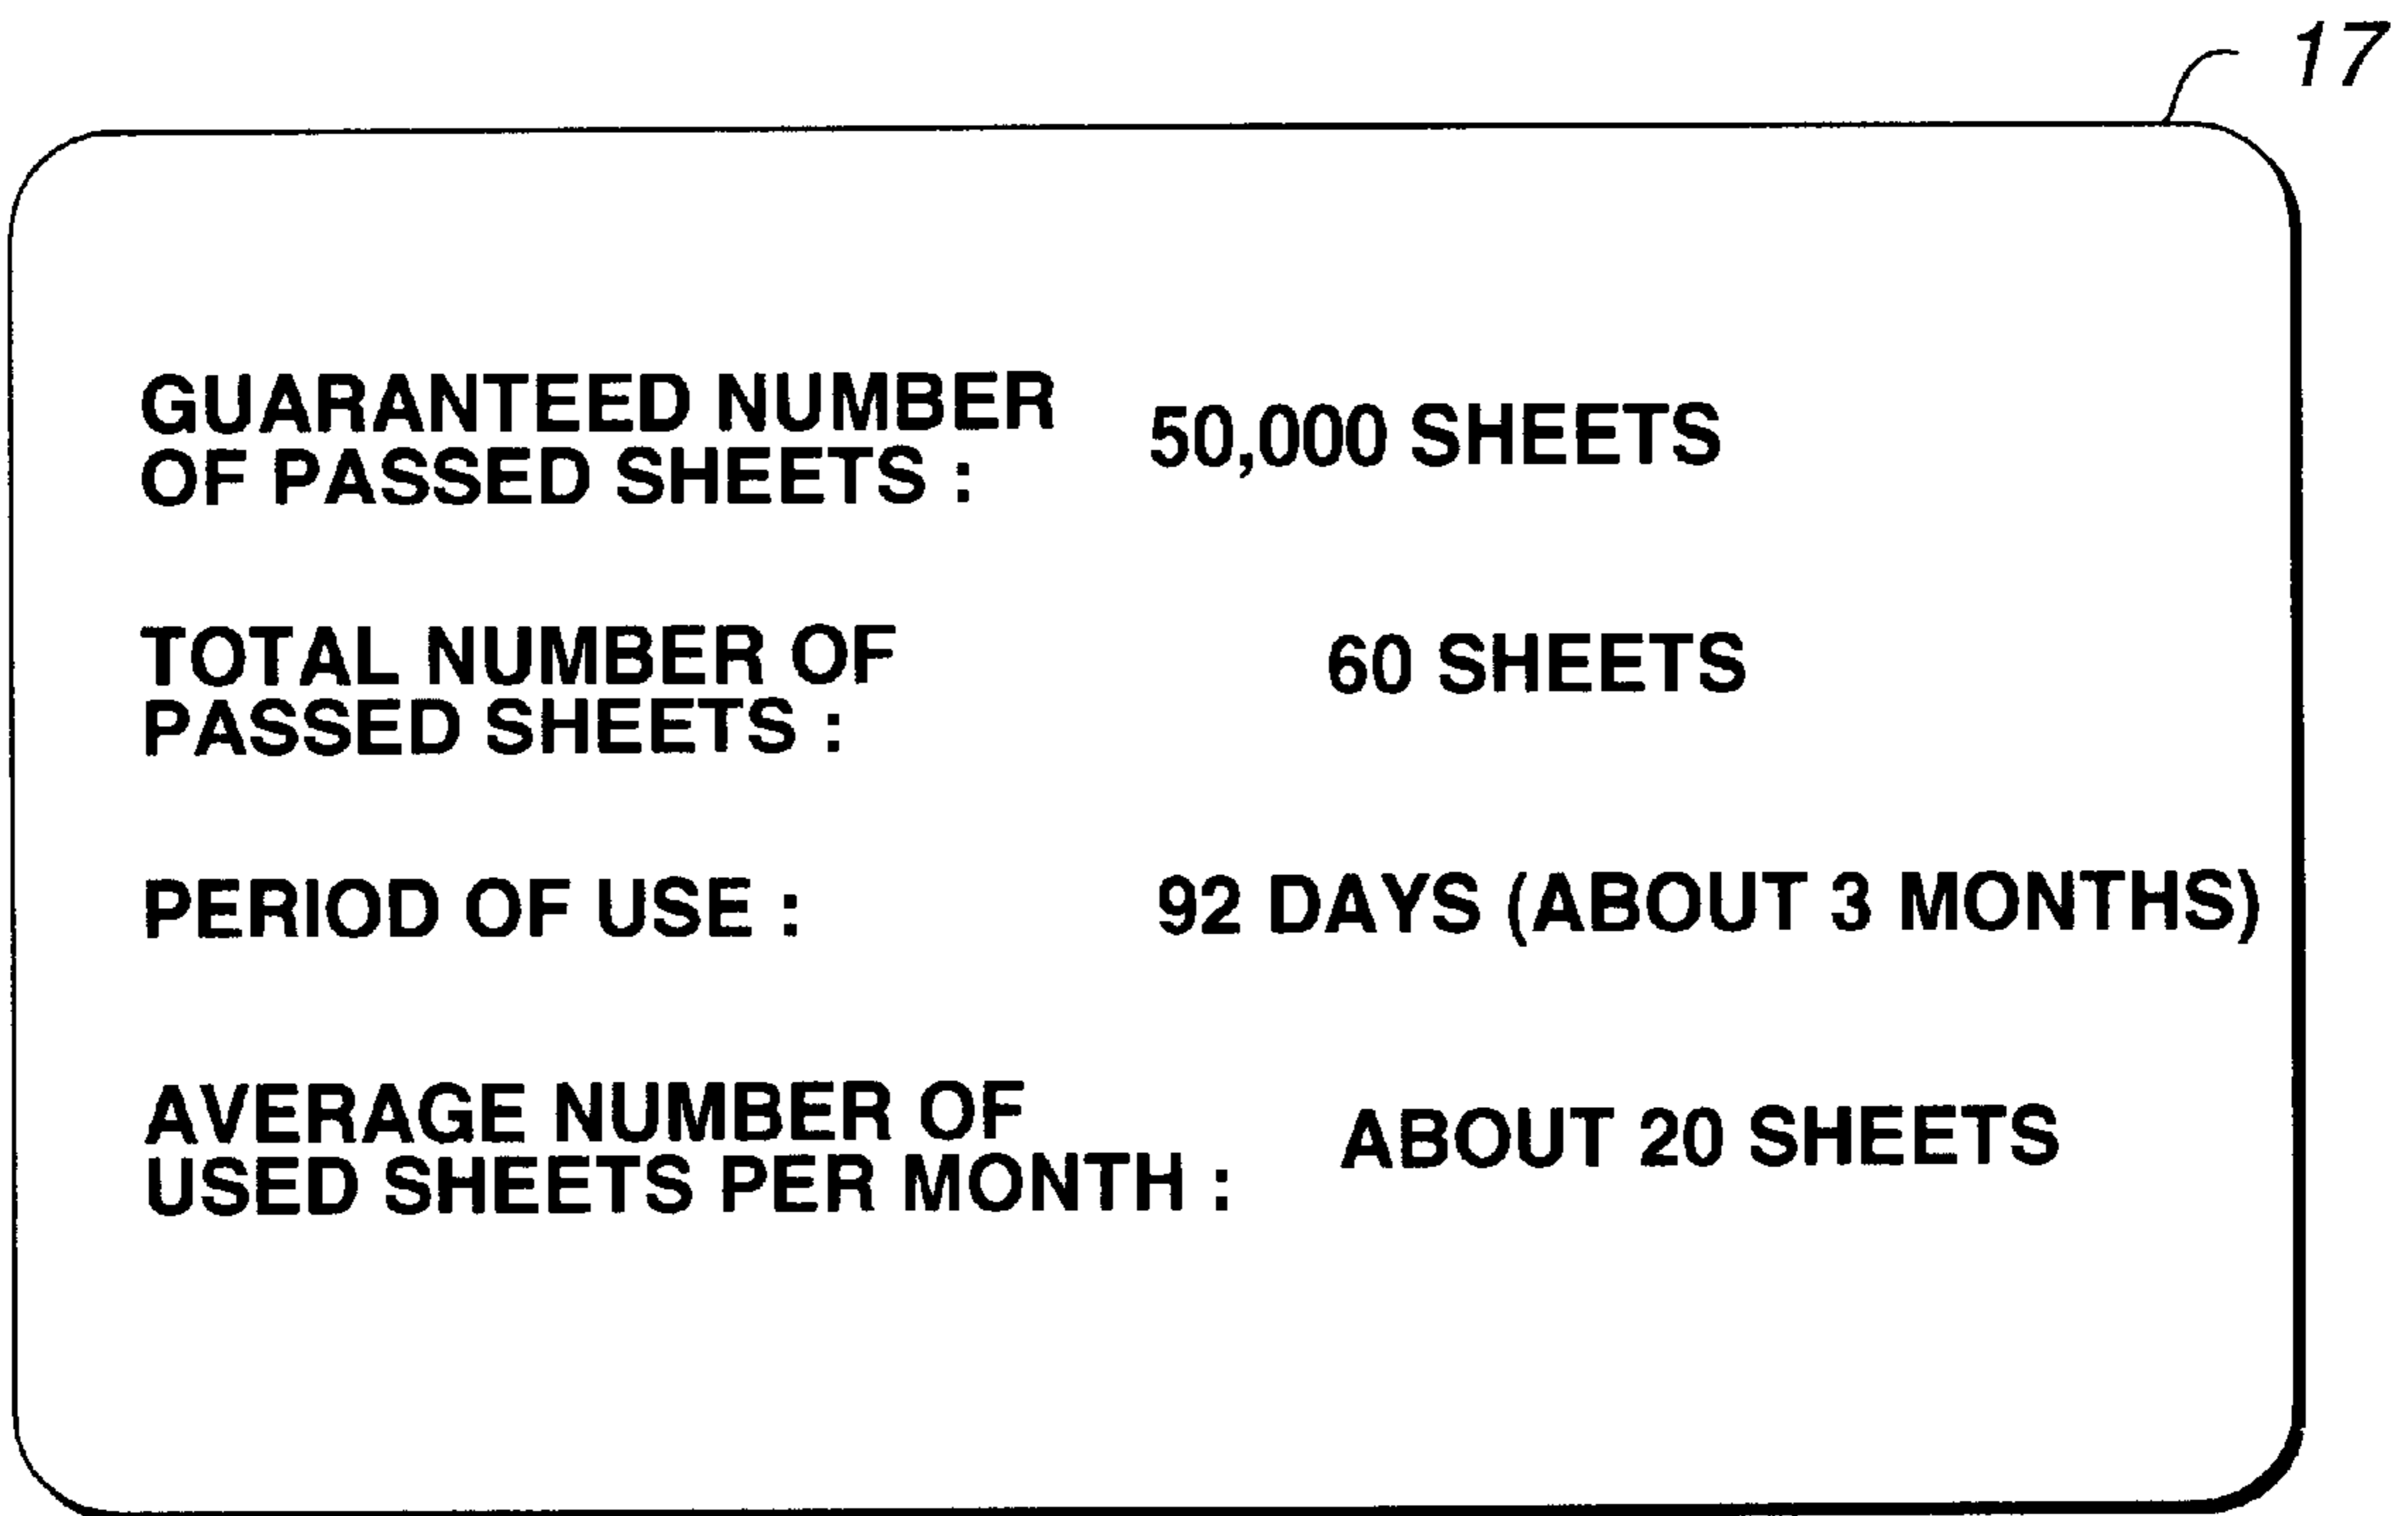 17
GUARANTEED NUMBER
OF PASSED SHEETS : 50,000 SHEETS
TOTAL NUMBER OF
PASSED SHEETS : 60 SHEETS
PERIOD OF USE : 92 DAYS (ABOUT 3 MONTHS)
AVERAGE NUMBER OF
USED SHEETS PER MONTH : ABOUT 20 SHEETS